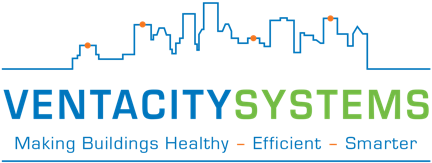 VENTACITYSYSTEMS
Making Buildings Healthy – Efficient – Smarter